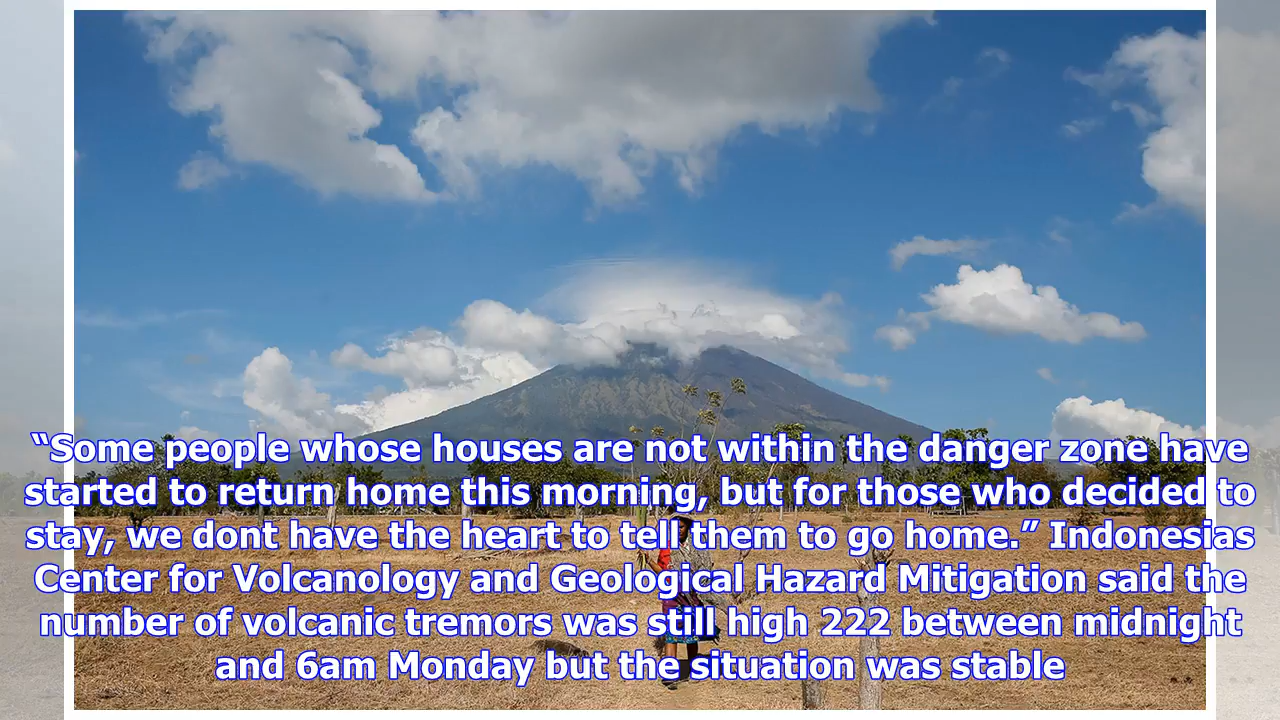 “Some people whose houses are not within the danger zone have
started to return home this morning, but for those who decided to
stay, we dont have the heart to tell them to go home.” Indonesias
Center for Volcanology and Geological Hazard Mitigation said the
number of volcanic tremors was still high 222 between midnight
and 6am Monday but the situation was stable